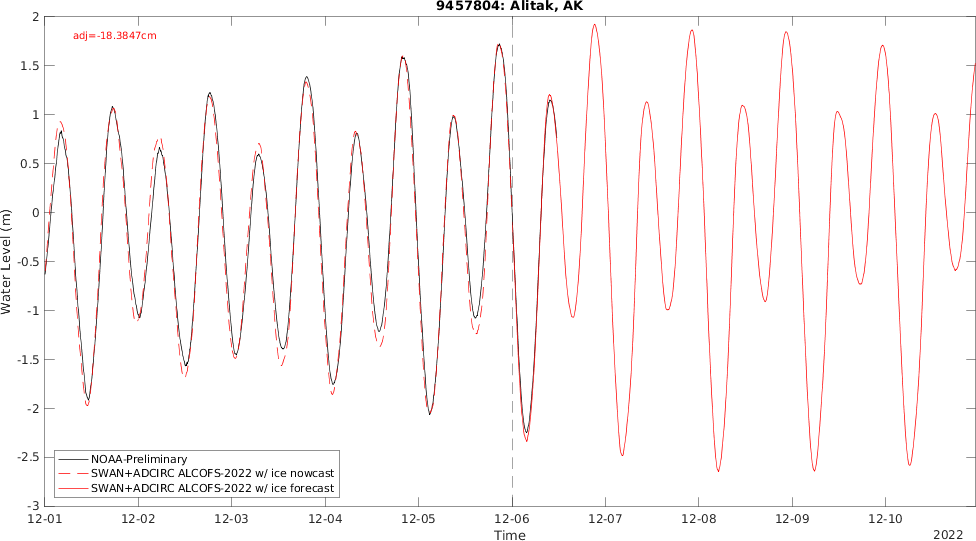 9457804: Alitak, AK
adj=-18.3847cm
Water Level (m)
2
1.5
1
0.5
0
-0.5
-1
-1.5
-2
-2.5
-3
NOAA-Preliminary
SWAN+ADCIRC ALCOFS-2022 w/ ice nowcast
SWAN+ADCIRC ALCOFS-2022 w/ ice forecast
12-01 12-02 12-03 12-04 12-05 12-06 12-07 12-08 12-09 12-10
Time
2022